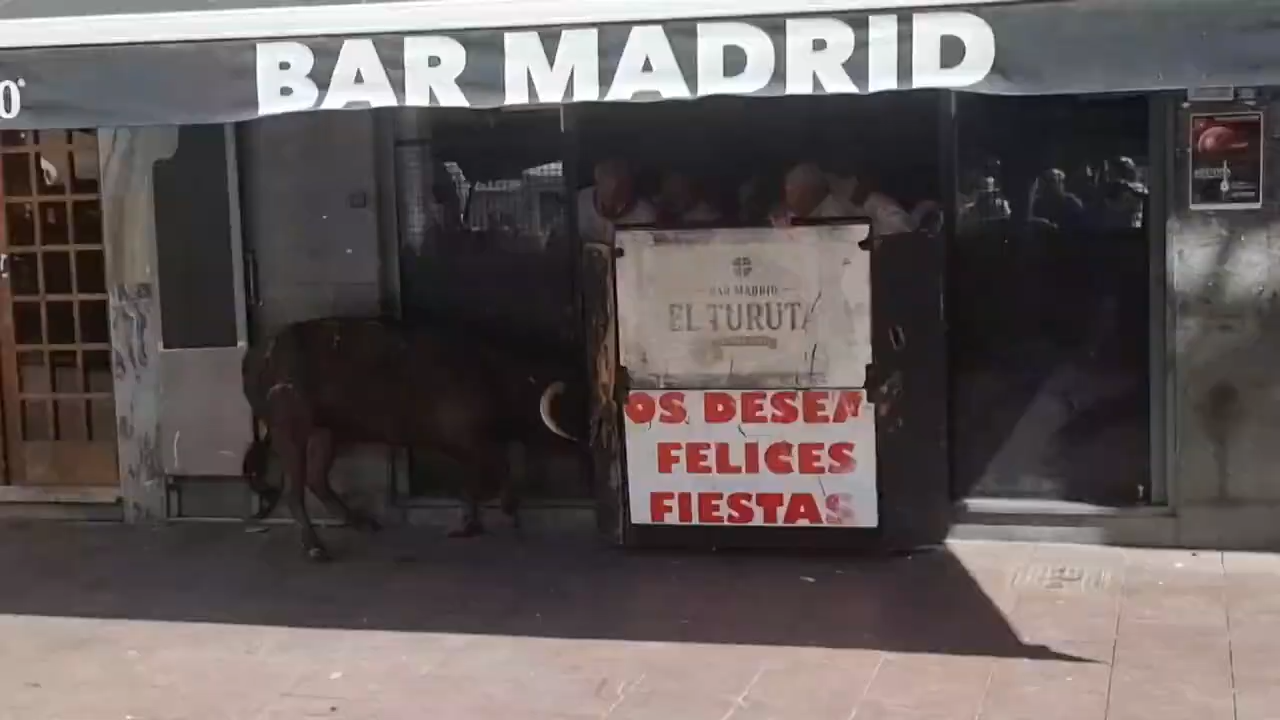 BAR MADRID
BAR MADRID
EL TURUTA
OS DESEA
FELICES
FIESTAS